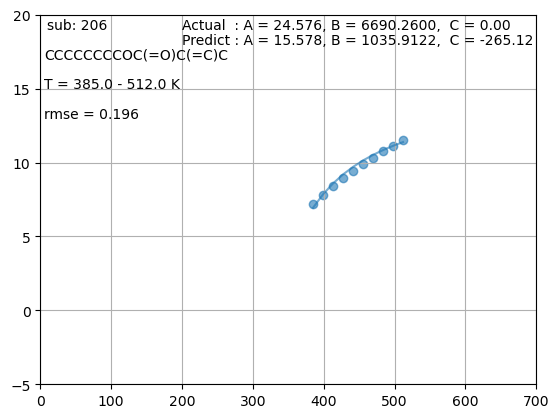 sub: 206
Actual  : A = 24.576, B = 6690.2600,  C = 0.00
Predict : A = 15.578, B = 1035.9122,  C = -265.12
CCCCCCCCOC(=O)C(=C)C
T = 385.0 - 512.0 K
rmse = 0.196
20
15
10
5
0
−5
0 100 200 300 400 500 600 700